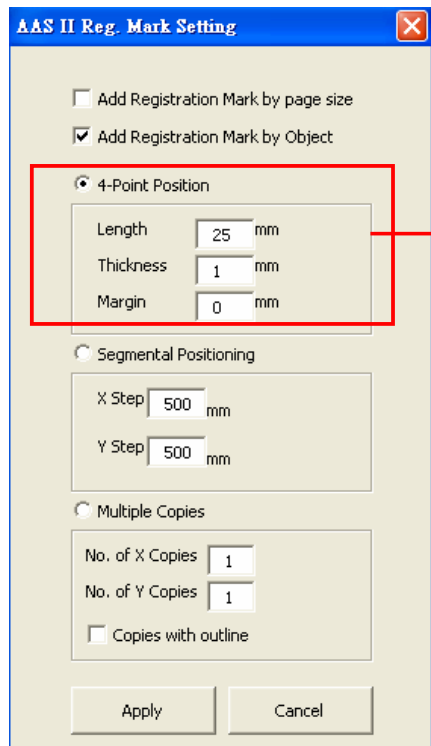 AAS II Reg. Mark Setting
Add Registration Mark by page size
Add Registration Mark by Object
4-Point Position
Length 25 mm
Thickness 1 mm
Margin 0 mm
Segmental Positioning
X Step 500 mm
Y Step 500 mm
Multiple Copies
No. of X Copies 1
No. of Y Copies 1
Copies with outline
Apply Cancel